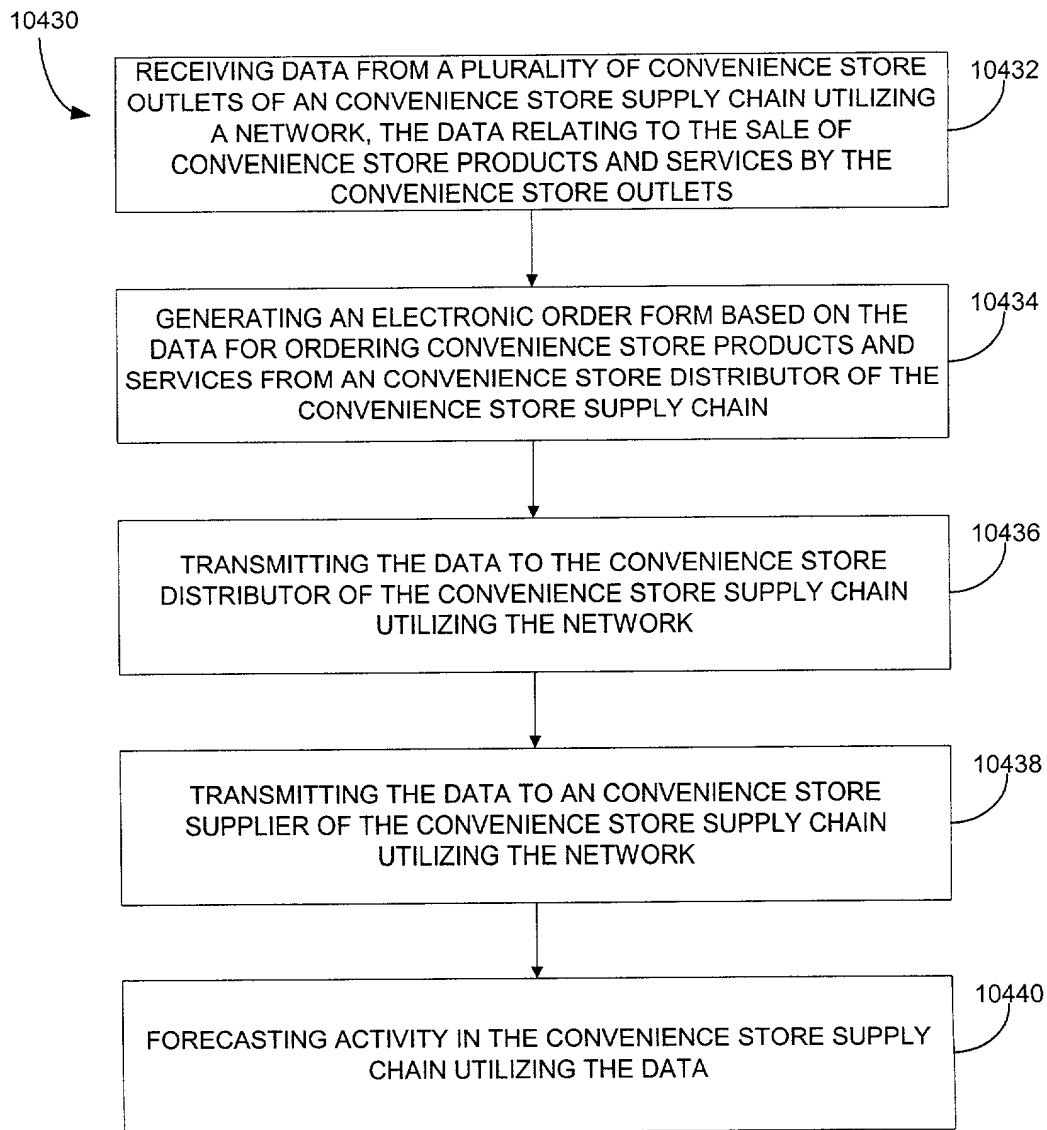 10430
RECEIVING DATA FROM A PLURALITY OF CONVENIENCE STORE
OUTLETS OF AN CONVENIENCE STORE SUPPLY CHAIN UTILIZING
A NETWORK, THE DATA RELATING TO THE SALE OF
CONVENIENCE STORE PRODUCTS AND SERVICES BY THE
CONVENIENCE STORE OUTLETS
10432
GENERATING AN ELECTRONIC ORDER FORM BASED ON THE
DATA FOR ORDERING CONVENIENCE STORE PRODUCTS AND
SERVICES FROM AN CONVENIENCE STORE DISTRIBUTOR OF THE
CONVENIENCE STORE SUPPLY CHAIN
10434
TRANSMITTING THE DATA TO THE CONVENIENCE STORE
DISTRIBUTOR OF THE CONVENIENCE STORE SUPPLY CHAIN
UTILIZING THE NETWORK
10436
TRANSMITTING THE DATA TO AN CONVENIENCE STORE
SUPPLIER OF THE CONVENIENCE STORE SUPPLY CHAIN
UTILIZING THE NETWORK
10438
FORECASTING ACTIVITY IN THE CONVENIENCE STORE SUPPLY
CHAIN UTILIZING THE DATA
10440